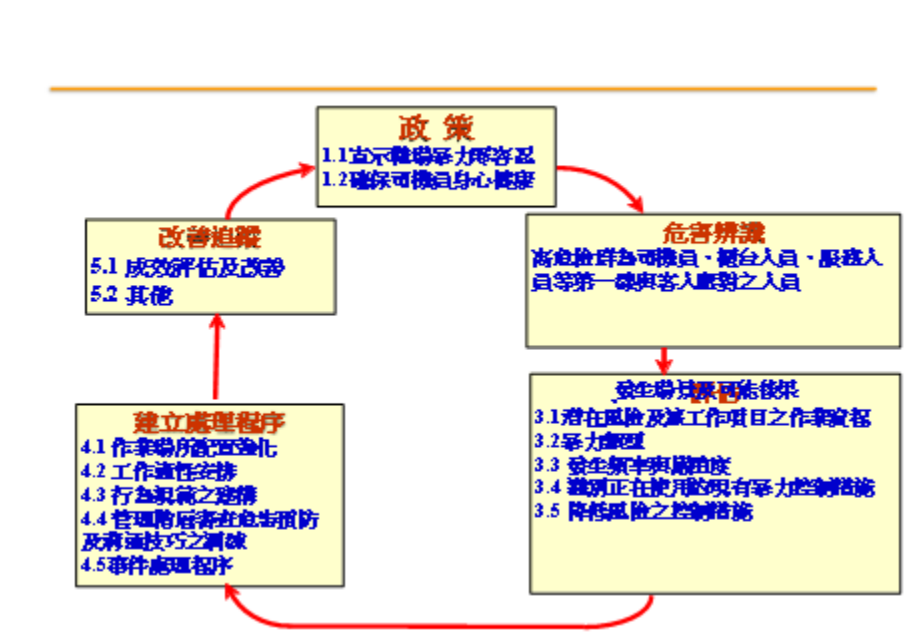 政 策
1.1宣示職場暴力零容忍
1.2確保司機員身心健康
危害辨識
高危險群為司機員、櫃台人員、服務人
員等第一線與客人應對之人員
發生場所及可能後果
3.1潛在風險及該工作項目之作業流程
3.2暴力類型
3.3 發生頻率與嚴重度
3.4 識別正在使用的現有暴力控制措施
3.5 降低風險之控制措施
建立處理程序
4.1 作業場所配置強化
4.2 工作適性安排
4.3 行為規範之建構
4.4 管理階層潛在危害預防
及溝通技巧之訓練
4.5事件處理程序
改善追蹤
5.1 成效評估及改善
5.2 其他